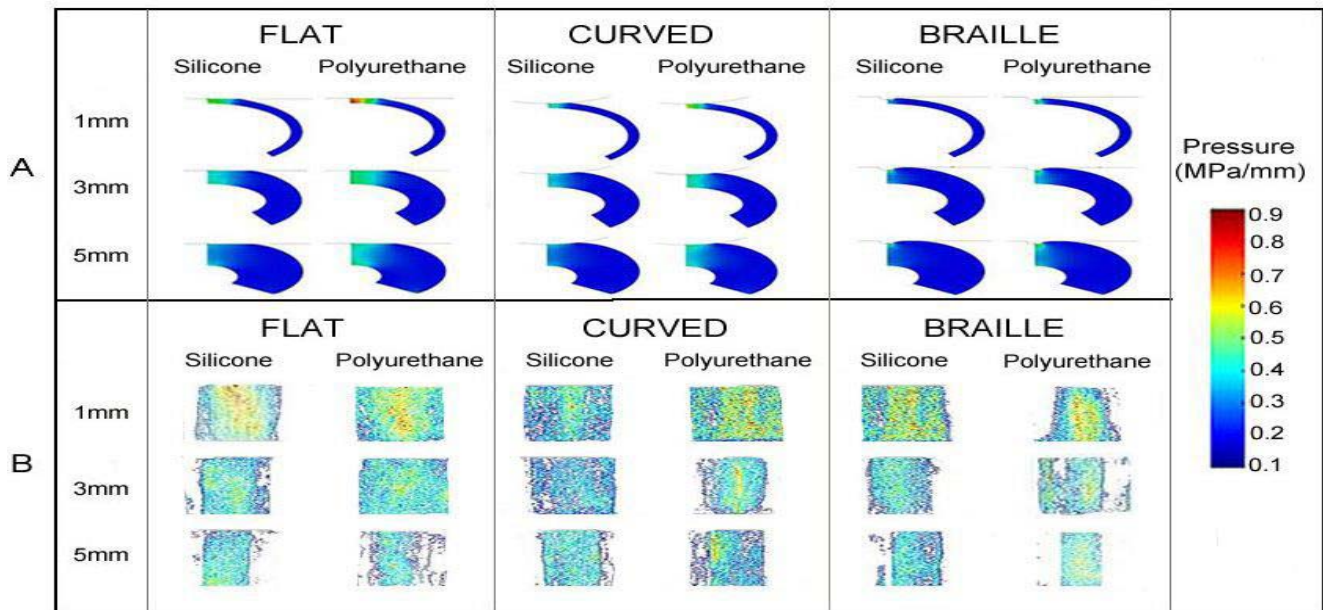 FLAT CURVED BRAILLE
Silicone Polyurethane Silicone Polyurethane Silicone Polyurethane
1mm
A
3mm
5mm
Pressure
(MPa/mm)
0.9
0.8
0.7
0.6
0.5
0.4
0.3
0.2
0.1
FLAT CURVED BRAILLE
Silicone Polyurethane Silicone Polyurethane Silicone Polyurethane
1mm
B
3mm
5mm